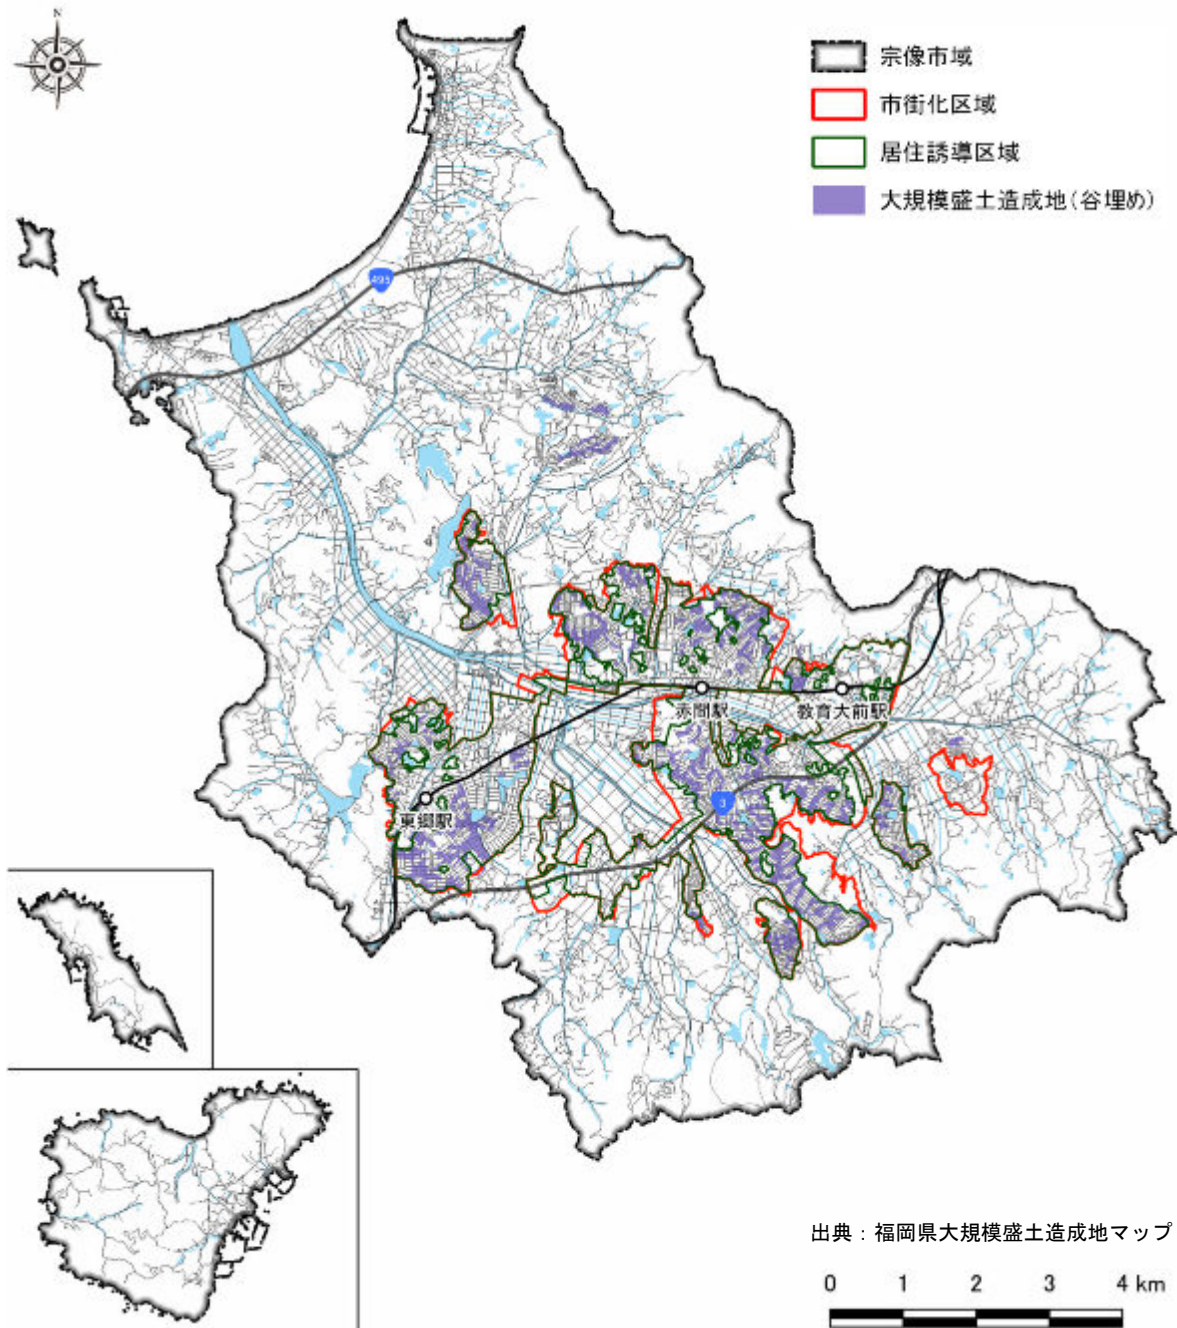 N
宗像市域
市街化区域
居住誘導区域
大規模盛土造成地(谷埋め)
495
赤間駅
教育大前駅
3
東郷駅
出典：福岡県大規模盛土造成地マップ
0 1 2 3 4 km